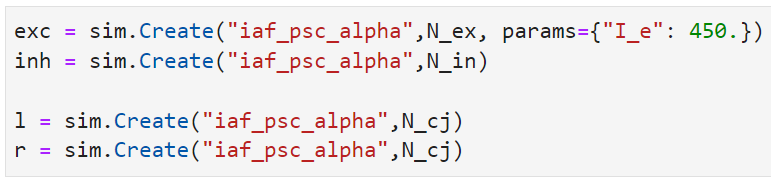 exc = sim.Create("iaf_psc_alpha",N_ex, params={"I_e": 450.})
inh = sim.Create("iaf_psc_alpha",N_in)
l = sim.Create("iaf_psc_alpha",N_cj)
r = sim.Create("iaf_psc_alpha",N_cj)